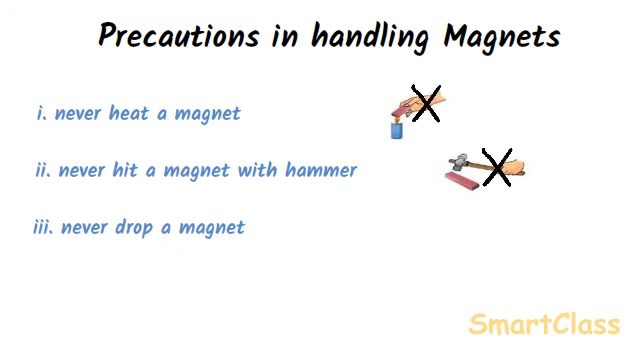 Precautions in handling Magnets
i. never heat a magnet
ii. never hit a magnet with hammer
iii. never drop a magnet
SmartClass